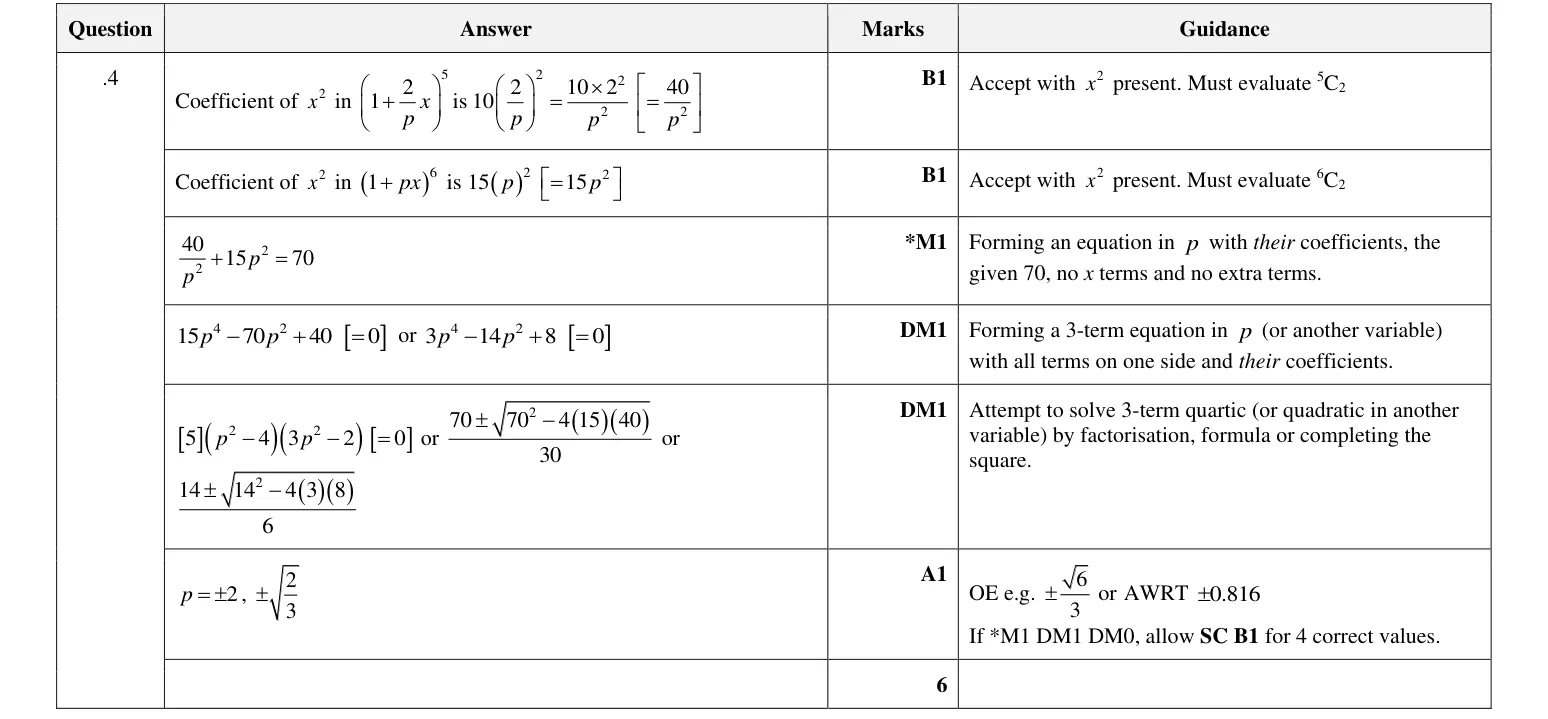 Question Answer Marks Guidance
.4 Coefficient of x² in (1 + 2/p x)⁵ is 10(2/p)² = 10×2²/p² [= 40/p²] B1 Accept with x² present. Must evaluate ⁵C₂
Coefficient of x² in (1 + px)⁶ is 15(p)² [=15p²] B1 Accept with x² present. Must evaluate ⁶C₂
40/p² + 15p² = 70 *M1 Forming an equation in p with their coefficients, the
given 70, no x terms and no extra terms.
15p⁴ − 70p² + 40 [=0] or 3p⁴ − 14p² + 8 [=0] DM1 Forming a 3-term equation in p (or another variable)
with all terms on one side and their coefficients.
[5](p² − 4)(3p² − 2)[=0] or (70 ± √(70² − 4(15)(40)))/30 or
(14 ± √(14² − 4(3)(8)))/6
DM1 Attempt to solve 3-term quartic (or quadratic in another
variable) by factorisation, formula or completing the
square.
p = ±2, ±√(2/3) A1 OE e.g. ±√6/3 or AWRT ±0.816
If *M1 DM1 DM0, allow SC B1 for 4 correct values.
6